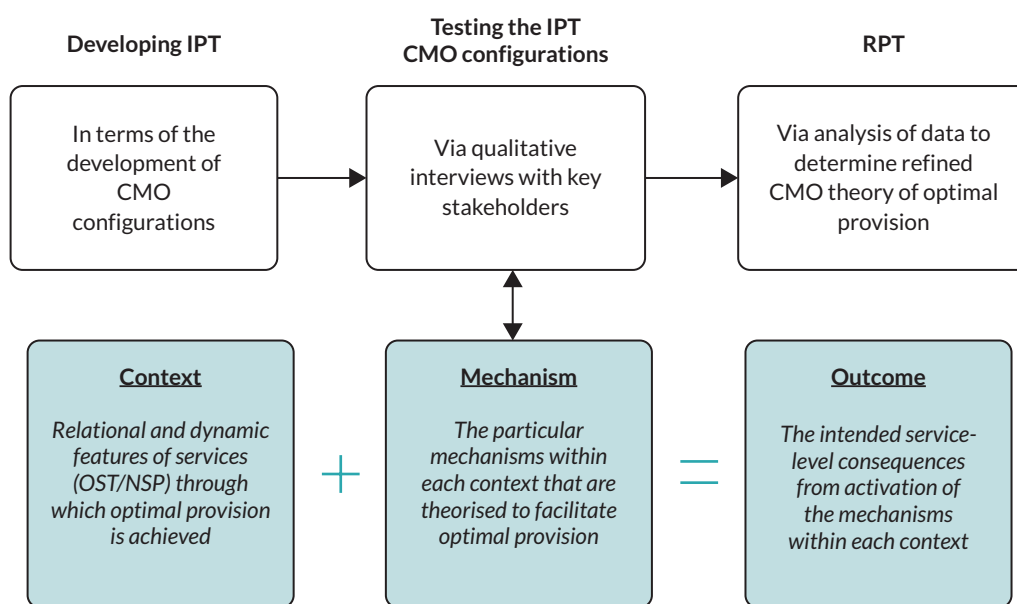 Developing IPT
Testing the IPT
CMO configurations
RPT
In terms of the
development of
CMO
configurations
Via qualitative
interviews with key
stakeholders
Via analysis of data to
determine refined
CMO theory of optimal
provision
Context
Relational and dynamic
features of services
(OST/NSP) through
which optimal provision
is achieved
+
Mechanism
The particular
mechanisms within
each context that are
theorised to facilitate
optimal provision
=
Outcome
The intended service-
level consequences
from activation of
the mechanisms
within each context